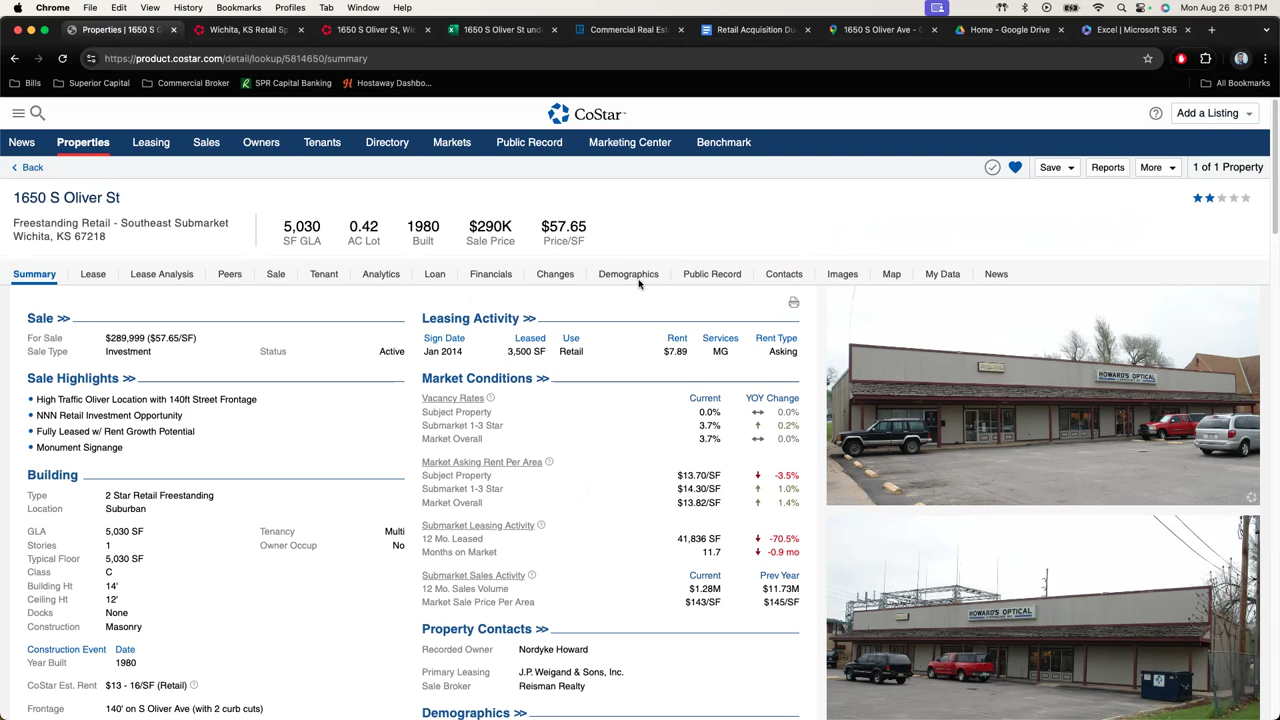 Chrome File Edit View History Bookmarks Profiles Tab Window Help Mon Aug 26 8:01 PM
Properties | 1650 S O Wichita, KS Retail Sp 1650 S Oliver St, Wic 1650 S Oliver St und Commercial Real Est Retail Acquisition Du 1650 S Oliver Ave - G Home - Google Drive Excel | Microsoft 365
https://product.costar.com/detail/lookup/5814650/summary
Bills Superior Capital Commercial Broker SPR Capital Banking Hostaway Dashbo... All Bookmarks
CoStar™ Add a Listing
News Properties Leasing Sales Owners Tenants Directory Markets Public Record Marketing Center Benchmark
Back Save Reports More 1 of 1 Property
1650 S Oliver St
Freestanding Retail - Southeast Submarket
Wichita, KS 67218
5,030 0.42 1980 $290K $57.65
SF GLA AC Lot Built Sale Price Price/SF
Summary Lease Lease Analysis Peers Sale Tenant Analytics Loan Financials Changes Demographics Public Record Contacts Images Map My Data News
Sale >>
For Sale $289,999 ($57.65/SF)
Sale Type Investment Status Active
Sale Highlights >>
• High Traffic Oliver Location with 140ft Street Frontage
• NNN Retail Investment Opportunity
• Fully Leased w/ Rent Growth Potential
• Monument Signange
Building
Type 2 Star Retail Freestanding
Location Suburban
GLA 5,030 SF Tenancy Multi
Stories 1 Owner Occup No
Typical Floor 5,030 SF
Class C
Building Ht 14'
Ceiling Ht 12'
Docks None
Construction Masonry
Construction Event Date
Year Built 1980
CoStar Est. Rent $13 - 16/SF (Retail)
Frontage 140' on S Oliver Ave (with 2 curb cuts)
Leasing Activity >>
Sign Date Leased Use Rent Services Rent Type
Jan 2014 3,500 SF Retail $7.89 MG Asking
Market Conditions >>
Vacancy Rates Current YOY Change
Subject Property 0.0% ↔ 0.0%
Submarket 1-3 Star 3.7% ↑ 0.2%
Market Overall 3.7% ↔ 0.0%
Market Asking Rent Per Area
Subject Property $13.70/SF ↓ -3.5%
Submarket 1-3 Star $14.30/SF ↑ 1.0%
Market Overall $13.82/SF ↑ 1.4%
Submarket Leasing Activity
12 Mo. Leased 41,836 SF ↓ -70.5%
Months on Market 11.7 ↓ -0.9 mo
Submarket Sales Activity Current Prev Year
12 Mo. Sales Volume $1.28M $11.73M
Market Sale Price Per Area $143/SF $145/SF
Property Contacts >>
Recorded Owner Nordyke Howard
Primary Leasing J.P. Weigand & Sons, Inc.
Sale Broker Reisman Realty
Demographics >>
HOWARD'S OPTICAL
HOWARD'S OPTICAL